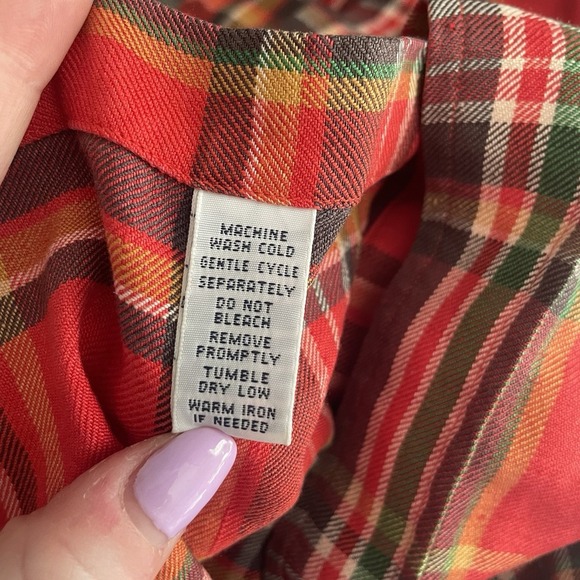 MACHINE
WASH COLD
GENTLE CYCLE
SEPARATELY
DO NOT
BLEACH
REMOVE
PROMPTLY
TUMBLE
DRY LOW
WARM IRON
IF NEEDED